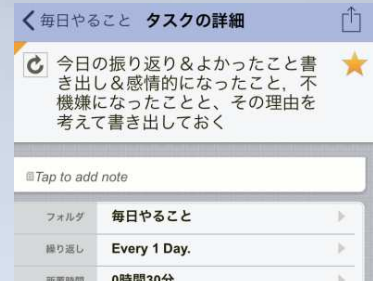 毎日やること タスクの詳細
今日の振り返り＆よかったこと書
き出し＆感情的になったこと，不
機嫌になったことと、その理由を
考えて書き出しておく
Tap to add note
フォルダ 毎日やること
繰り返し Every 1 Day.
所要時間 0時間30分